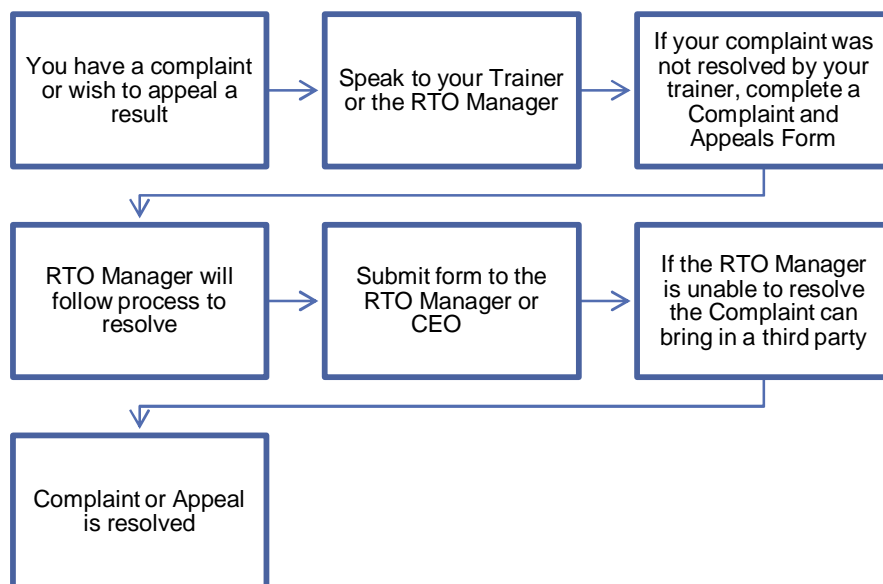 You have a complaint
or wish to appeal a
result
Speak to your Trainer
or the RTO Manager
If your complaint was
not resolved by your
trainer, complete a
Complaint and
Appeals Form
RTO Manager will
follow process to
resolve
Submit form to the
RTO Manager or
CEO
If the RTO Manager
is unable to resolve
the Complaint can
bring in a third party
Complaint or Appeal
is resolved